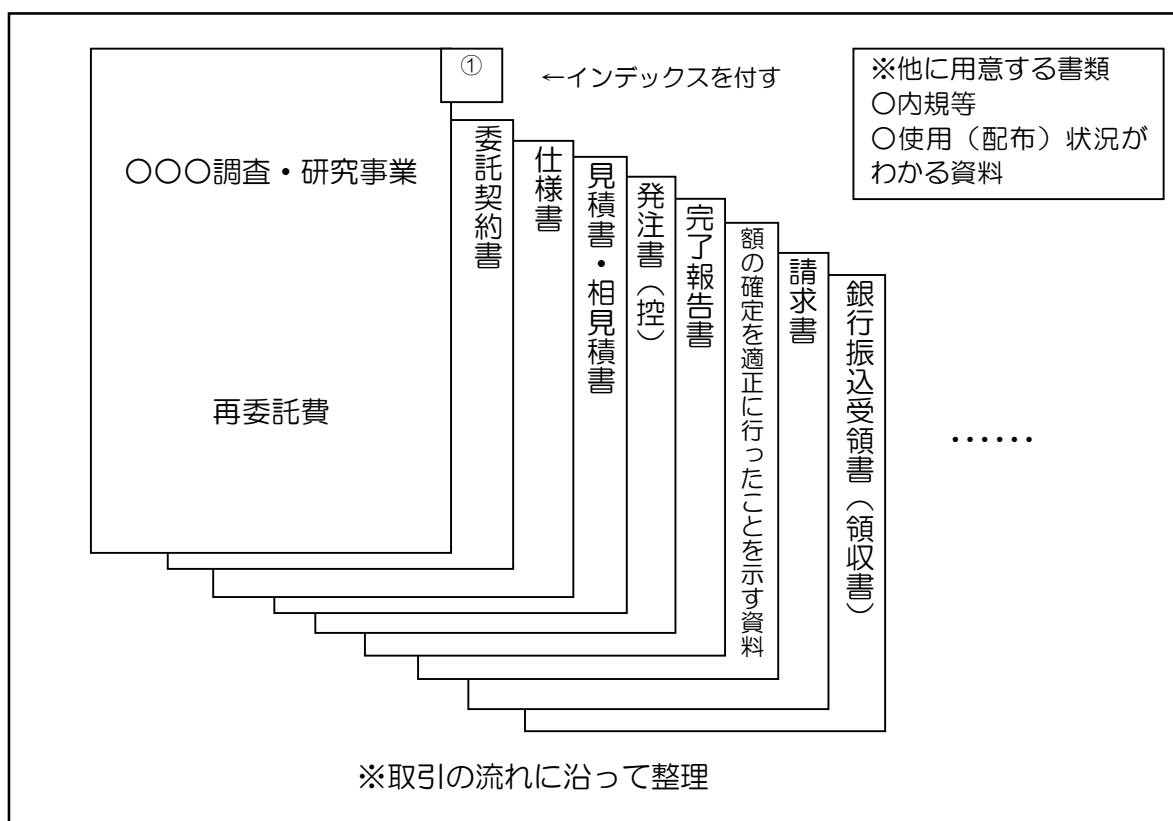 ①
←インデックスを付す
※他に用意する書類
〇内規等
〇使用（配布）状況が
わかる資料
〇〇〇調査・研究事業
再委託費
委託契約書
仕様書
見積書・相見積書
発注書（控）
完了報告書
額の確定を適正に行ったことを示す資料
請求書
銀行振込受領書（領収書）
……
※取引の流れに沿って整理